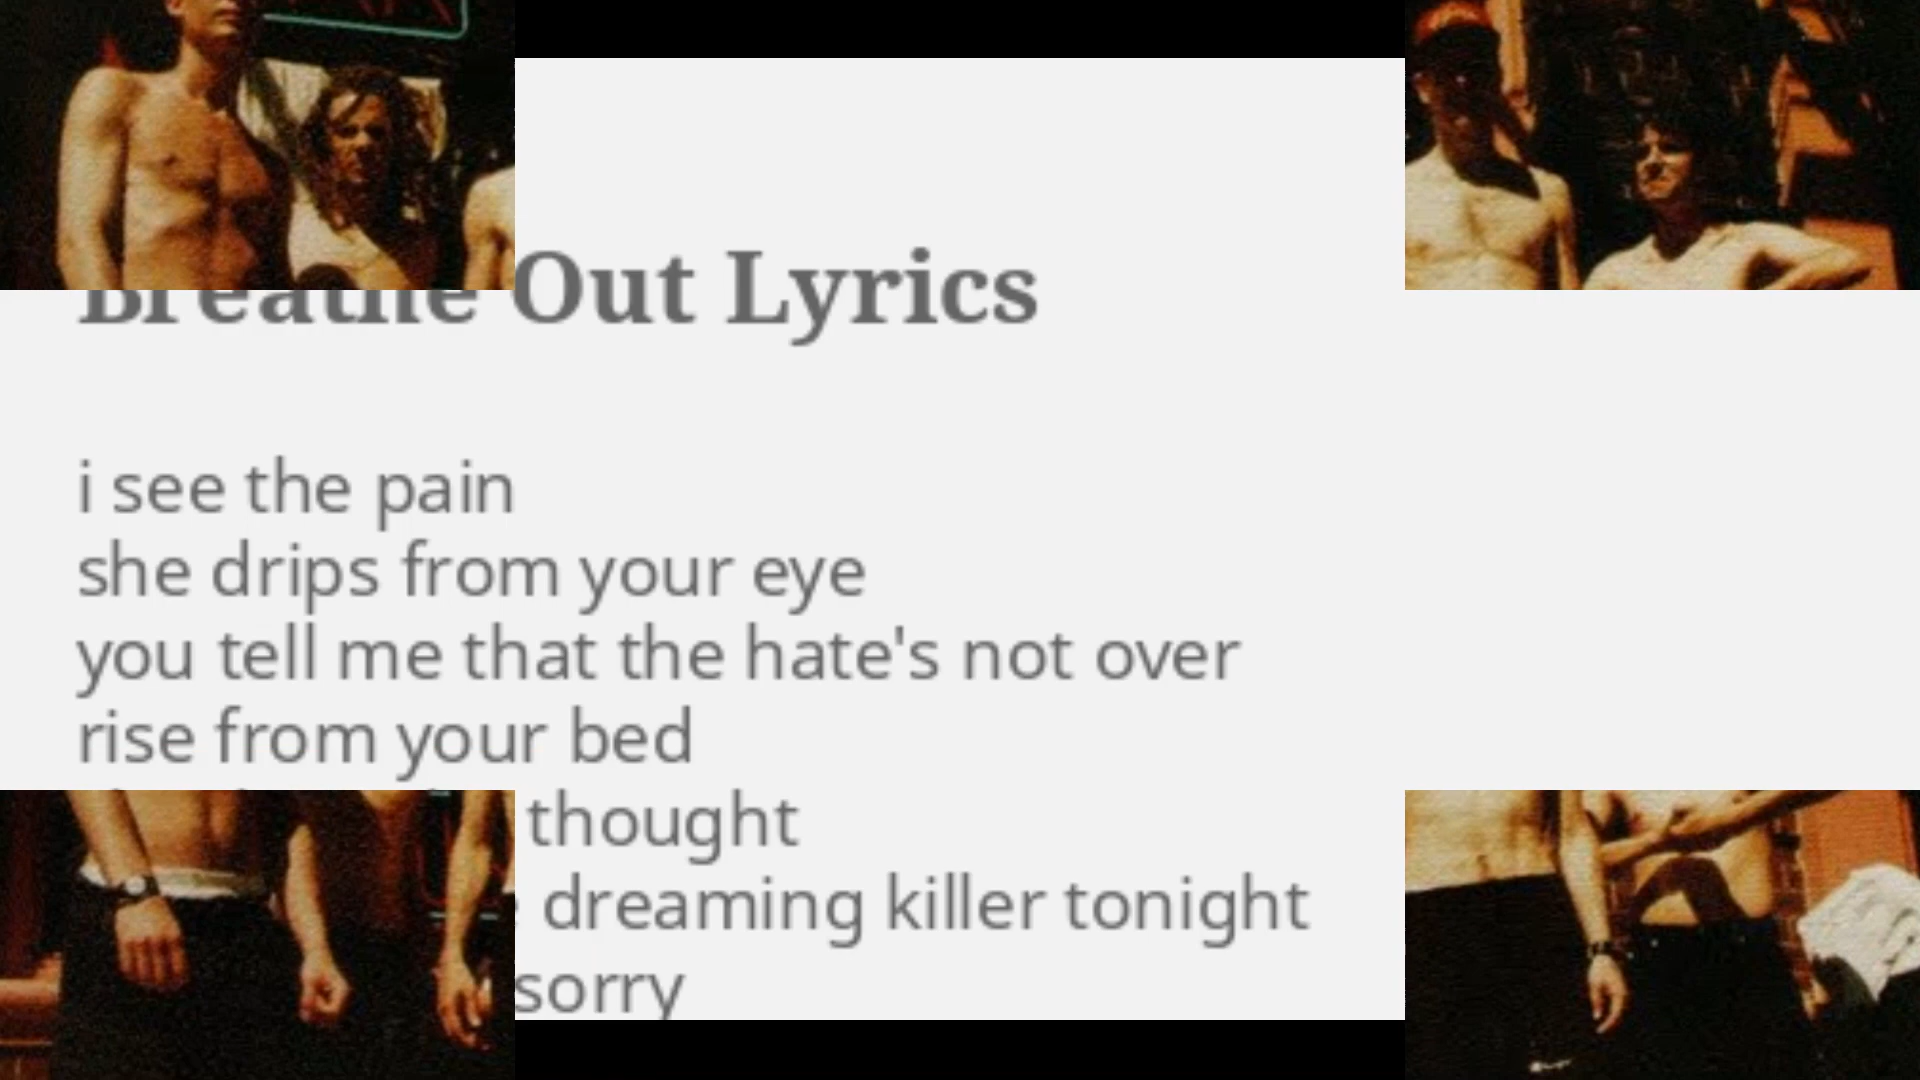 Breathe Out Lyrics
i see the pain
she drips from your eye
you tell me that the hate's not over
rise from your bed
thought
dreaming killer tonight
sorry